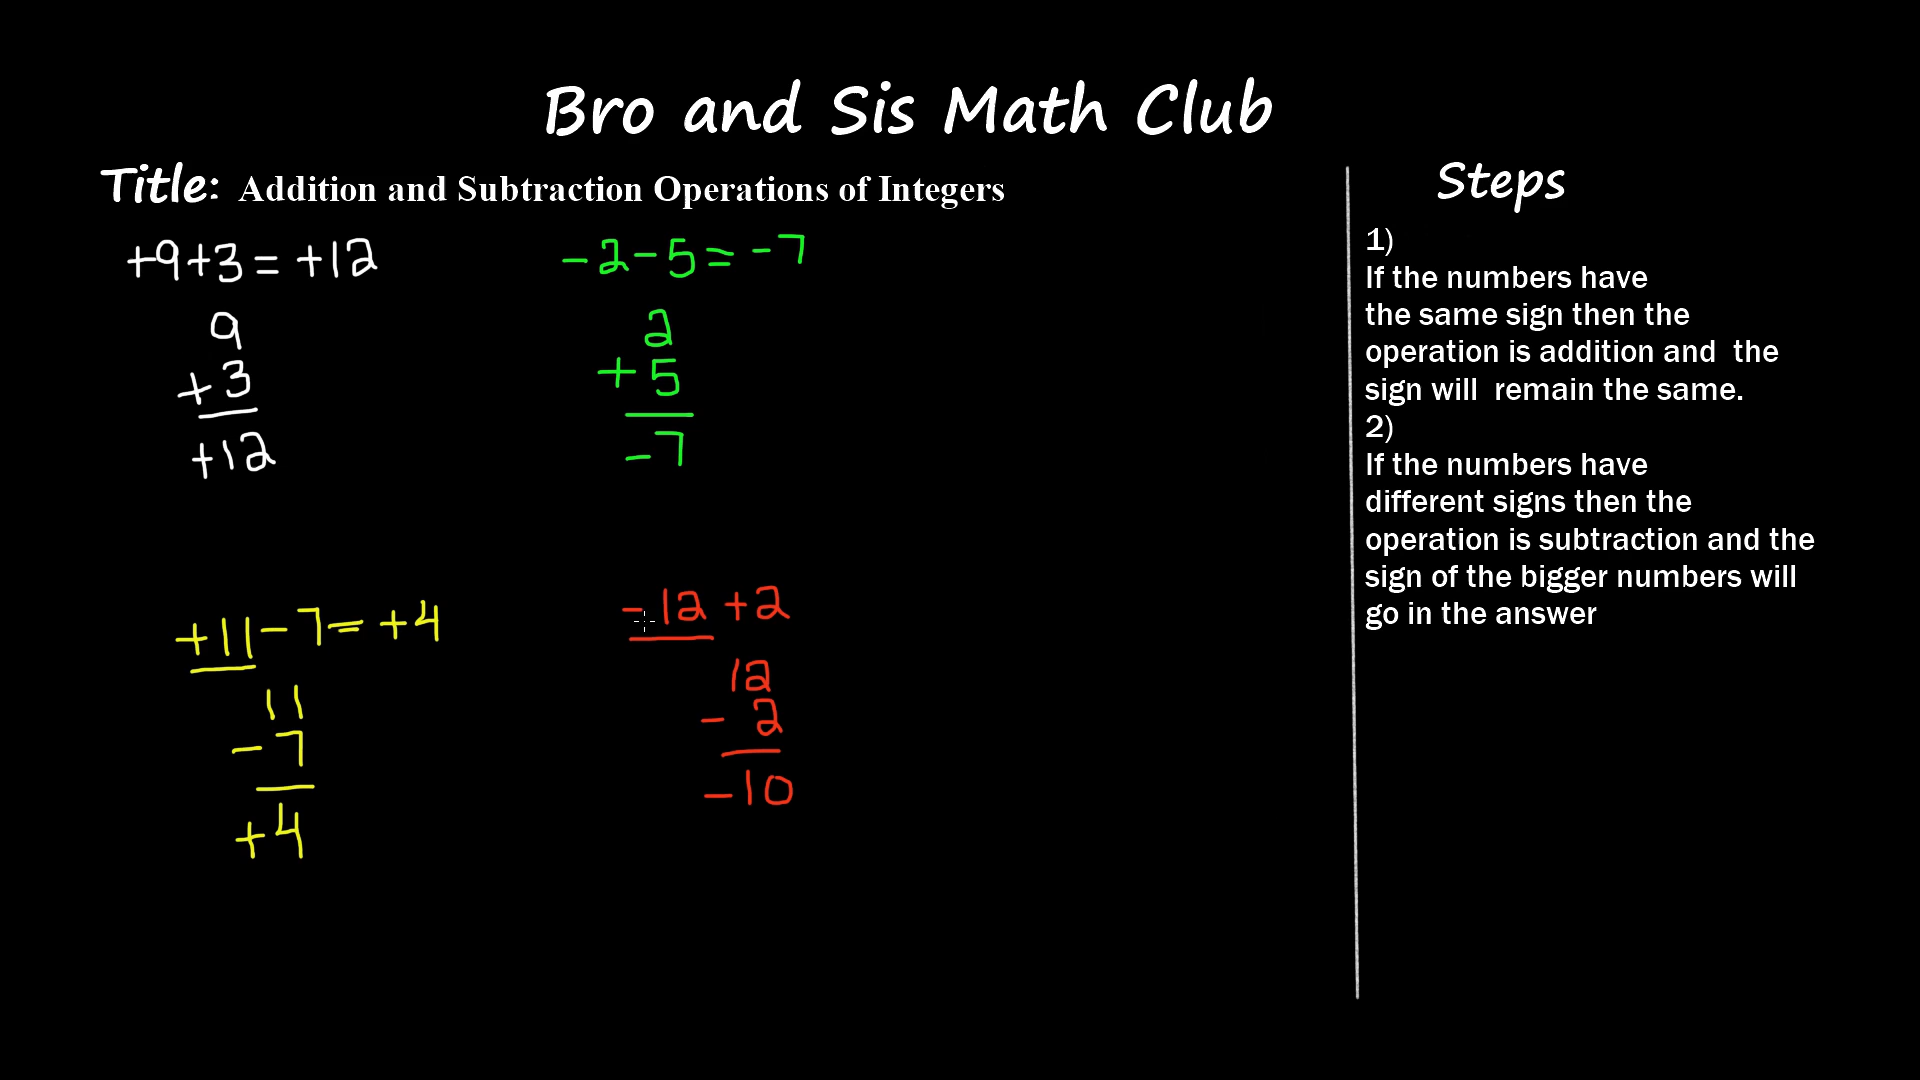 Bro and Sis Math Club
Title: Addition and Subtraction Operations of Integers
+9+3=+12
9
+3
+12
-2-5=-7
2
+5
-7
+11-7=+4
11
-7
+4
-12+2
12
-2
-10
Steps
1)
If the numbers have
the same sign then the
operation is addition and the
sign will remain the same.
2)
If the numbers have
different signs then the
operation is subtraction and the
sign of the bigger numbers will
go in the answer